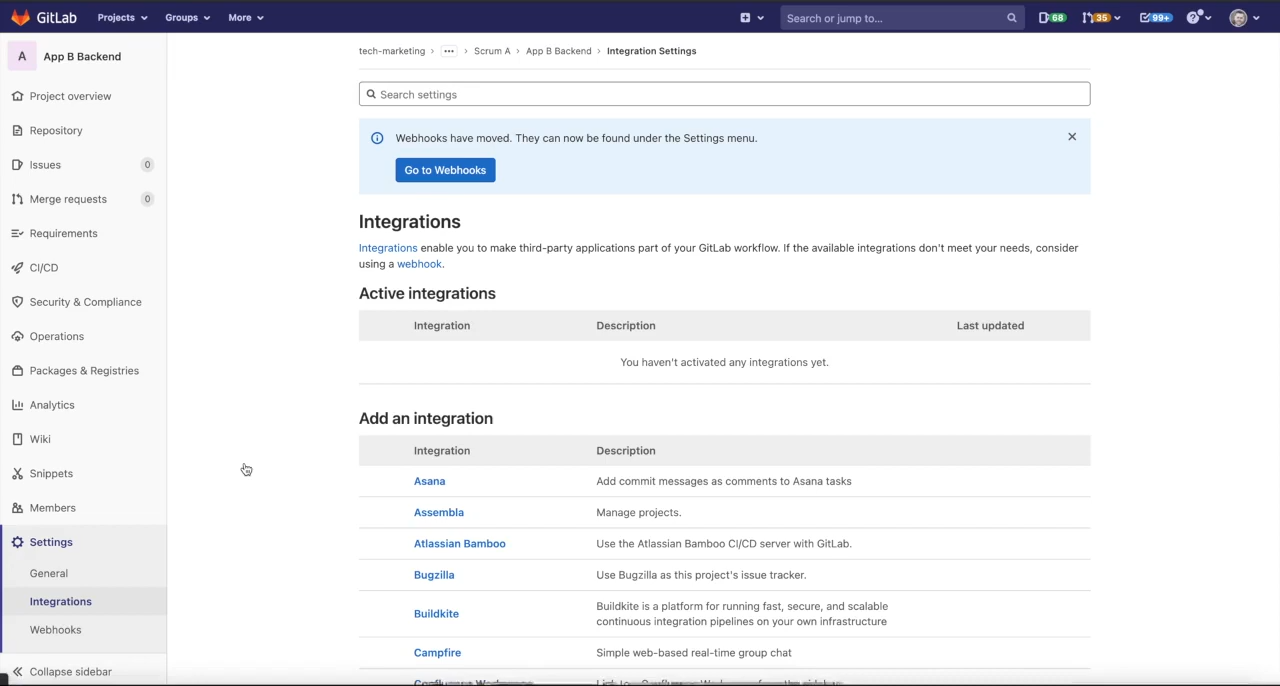 GitLab
Projects
Groups
More
Search or jump to...
68
35
99+
A
App B Backend
Project overview
Repository
Issues
0
Merge requests
0
Requirements
CI/CD
Security & Compliance
Operations
Packages & Registries
Analytics
Wiki
Snippets
Members
Settings
General
Integrations
Webhooks
Collapse sidebar
tech-marketing › ... › Scrum A › App B Backend › Integration Settings
Search settings
Webhooks have moved. They can now be found under the Settings menu.
Go to Webhooks
Integrations
Integrations enable you to make third-party applications part of your GitLab workflow. If the available integrations don't meet your needs, consider
using a webhook.
Active integrations
Integration Description Last updated
You haven't activated any integrations yet.
Add an integration
Integration Description
Asana Add commit messages as comments to Asana tasks
Assembla Manage projects.
Atlassian Bamboo Use the Atlassian Bamboo CI/CD server with GitLab.
Bugzilla Use Bugzilla as this project's issue tracker.
Buildkite Buildkite is a platform for running fast, secure, and scalable
continuous integration pipelines on your own infrastructure
Campfire Simple web-based real-time group chat